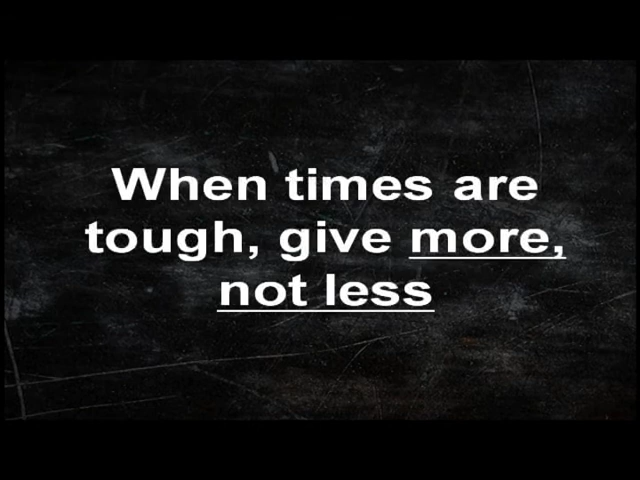 When times are
tough, give more,
not less